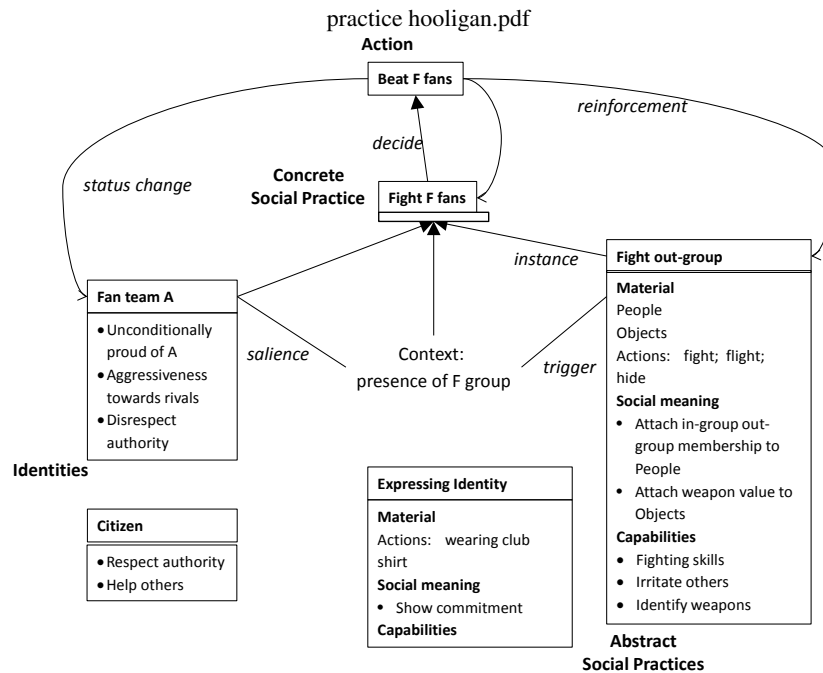 practice hooligan.pdf
Action
Beat F fans
reinforcement
decide
status change
Concrete
Social Practice
Fight F fans
instance
Fight out-group
Material
People
Objects
Actions: fight; flight;
hide
Social meaning
• Attach in-group out-
group membership to
People
• Attach weapon value to
Objects
Capabilities
• Fighting skills
• Irritate others
• Identify weapons
Abstract
Social Practices
Fan team A
• Unconditionally
proud of A
• Aggressiveness
towards rivals
• Disrespect
authority
salience
Context:
presence of F group
trigger
Identities
Citizen
• Respect authority
• Help others
Expressing Identity
Material
Actions: wearing club
shirt
Social meaning
• Show commitment
Capabilities